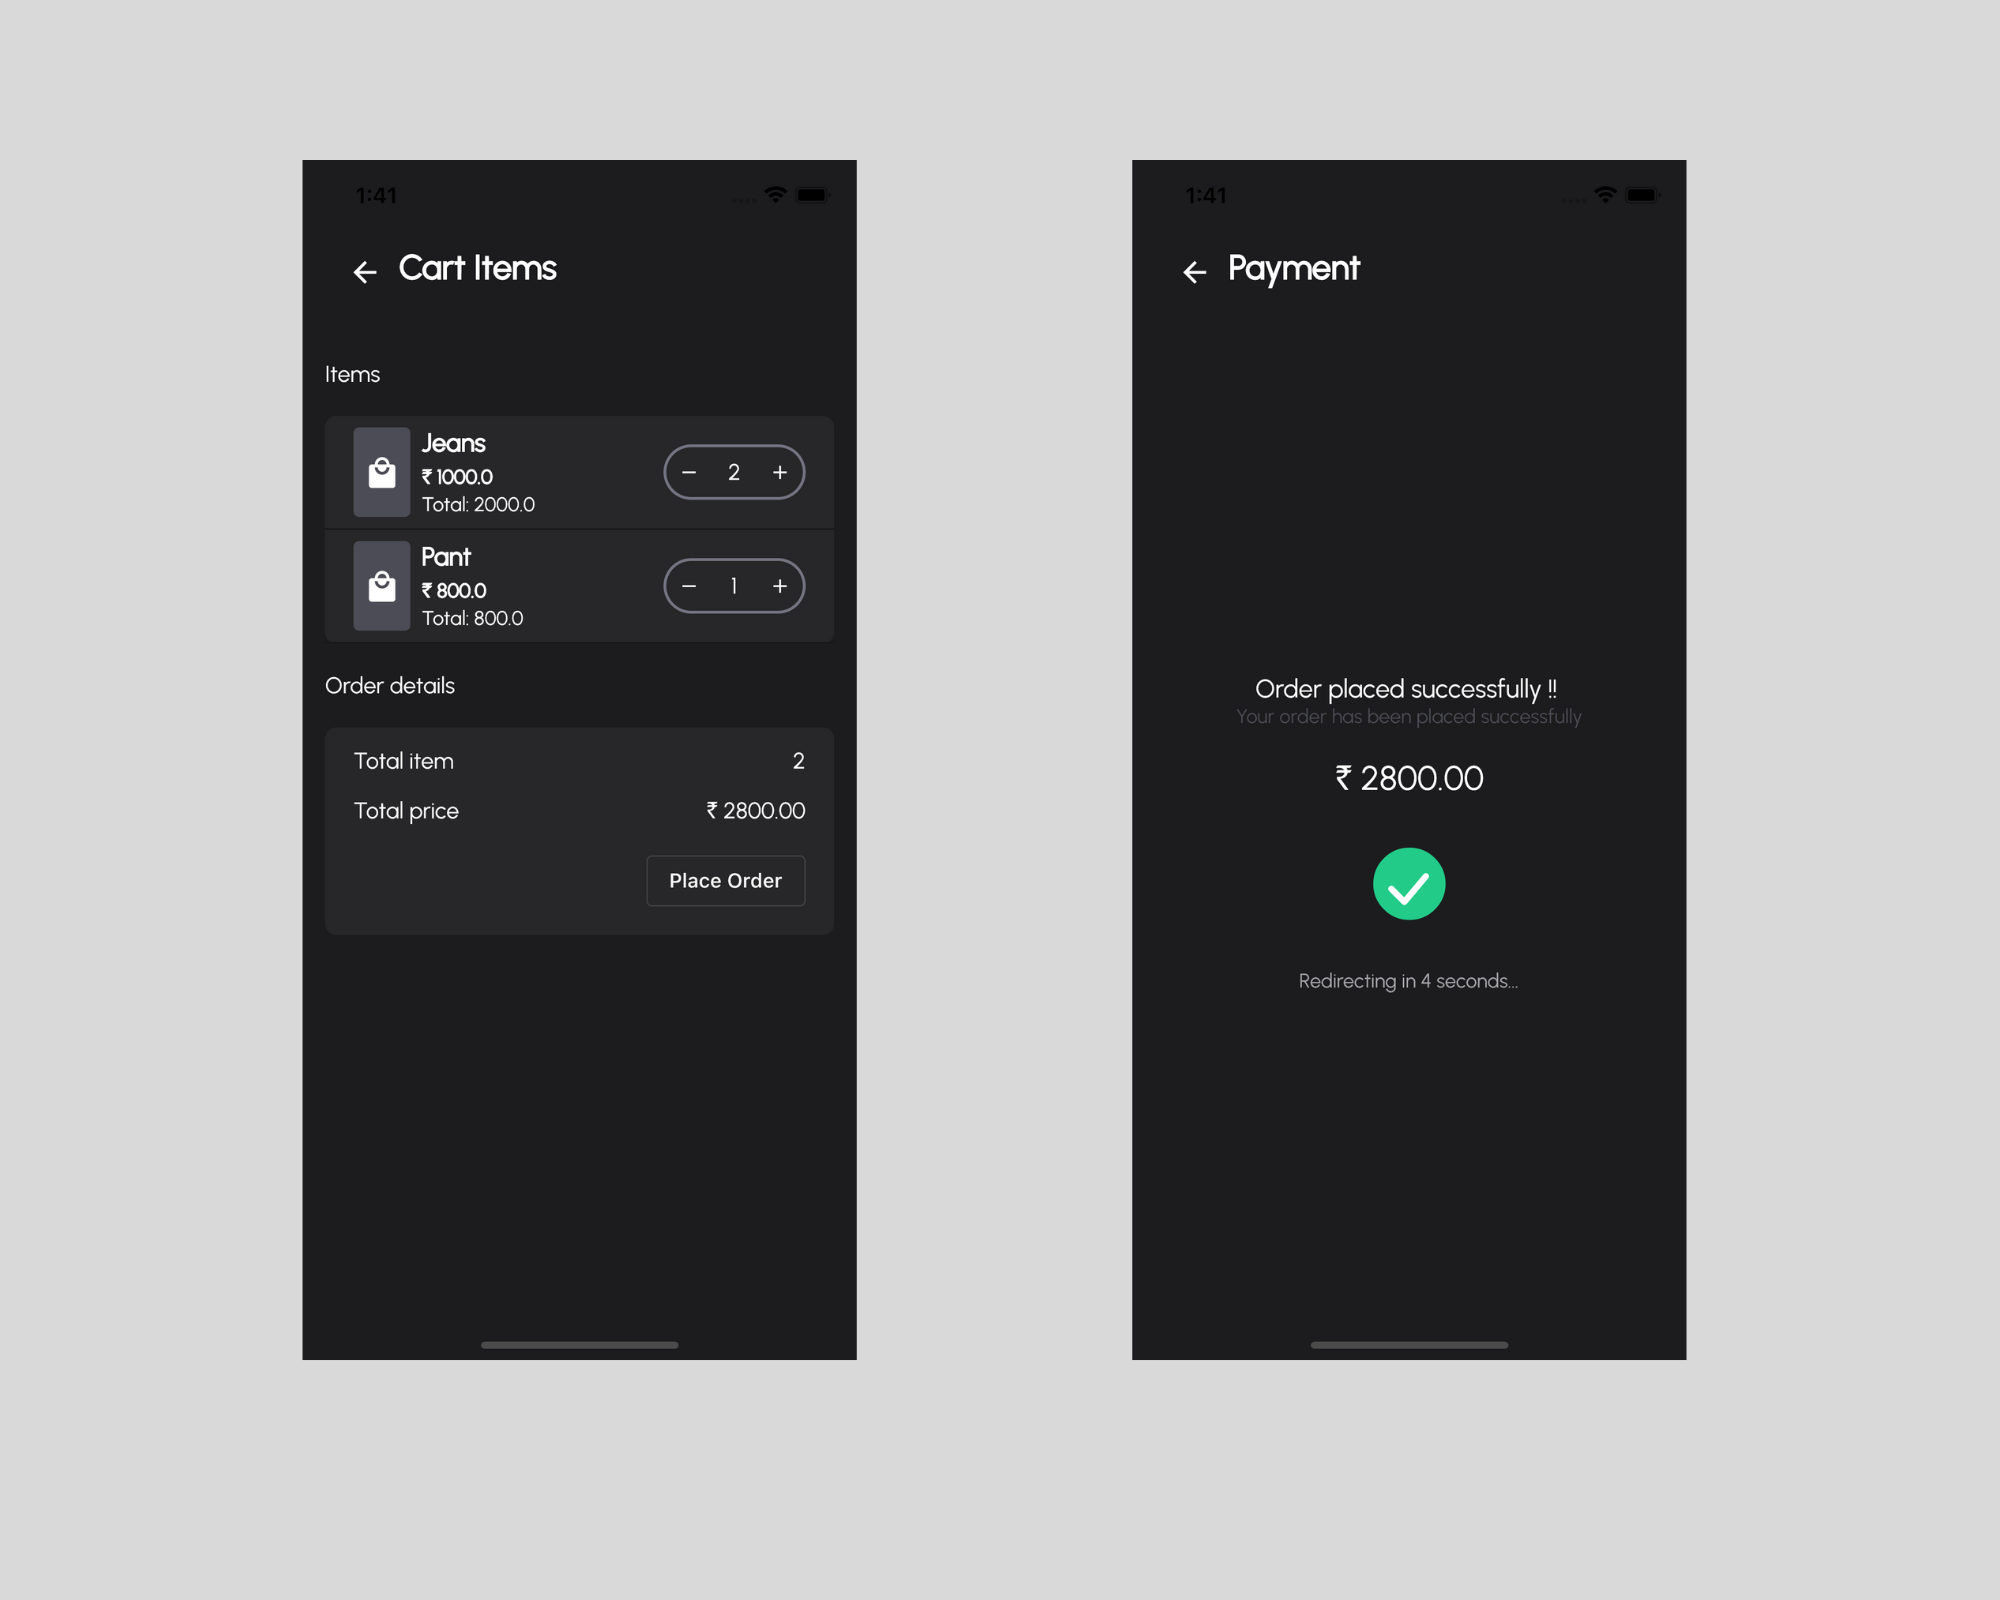 1:41
Cart Items
Items
Jeans
₹ 1000.0
Total: 2000.0
2
Pant
₹ 800.0
Total: 800.0
1
Order details
Total item 2
Total price ₹ 2800.00
Place Order
1:41
Payment
Order placed successfully !!
Your order has been placed successfully
₹ 2800.00
Redirecting in 4 seconds...